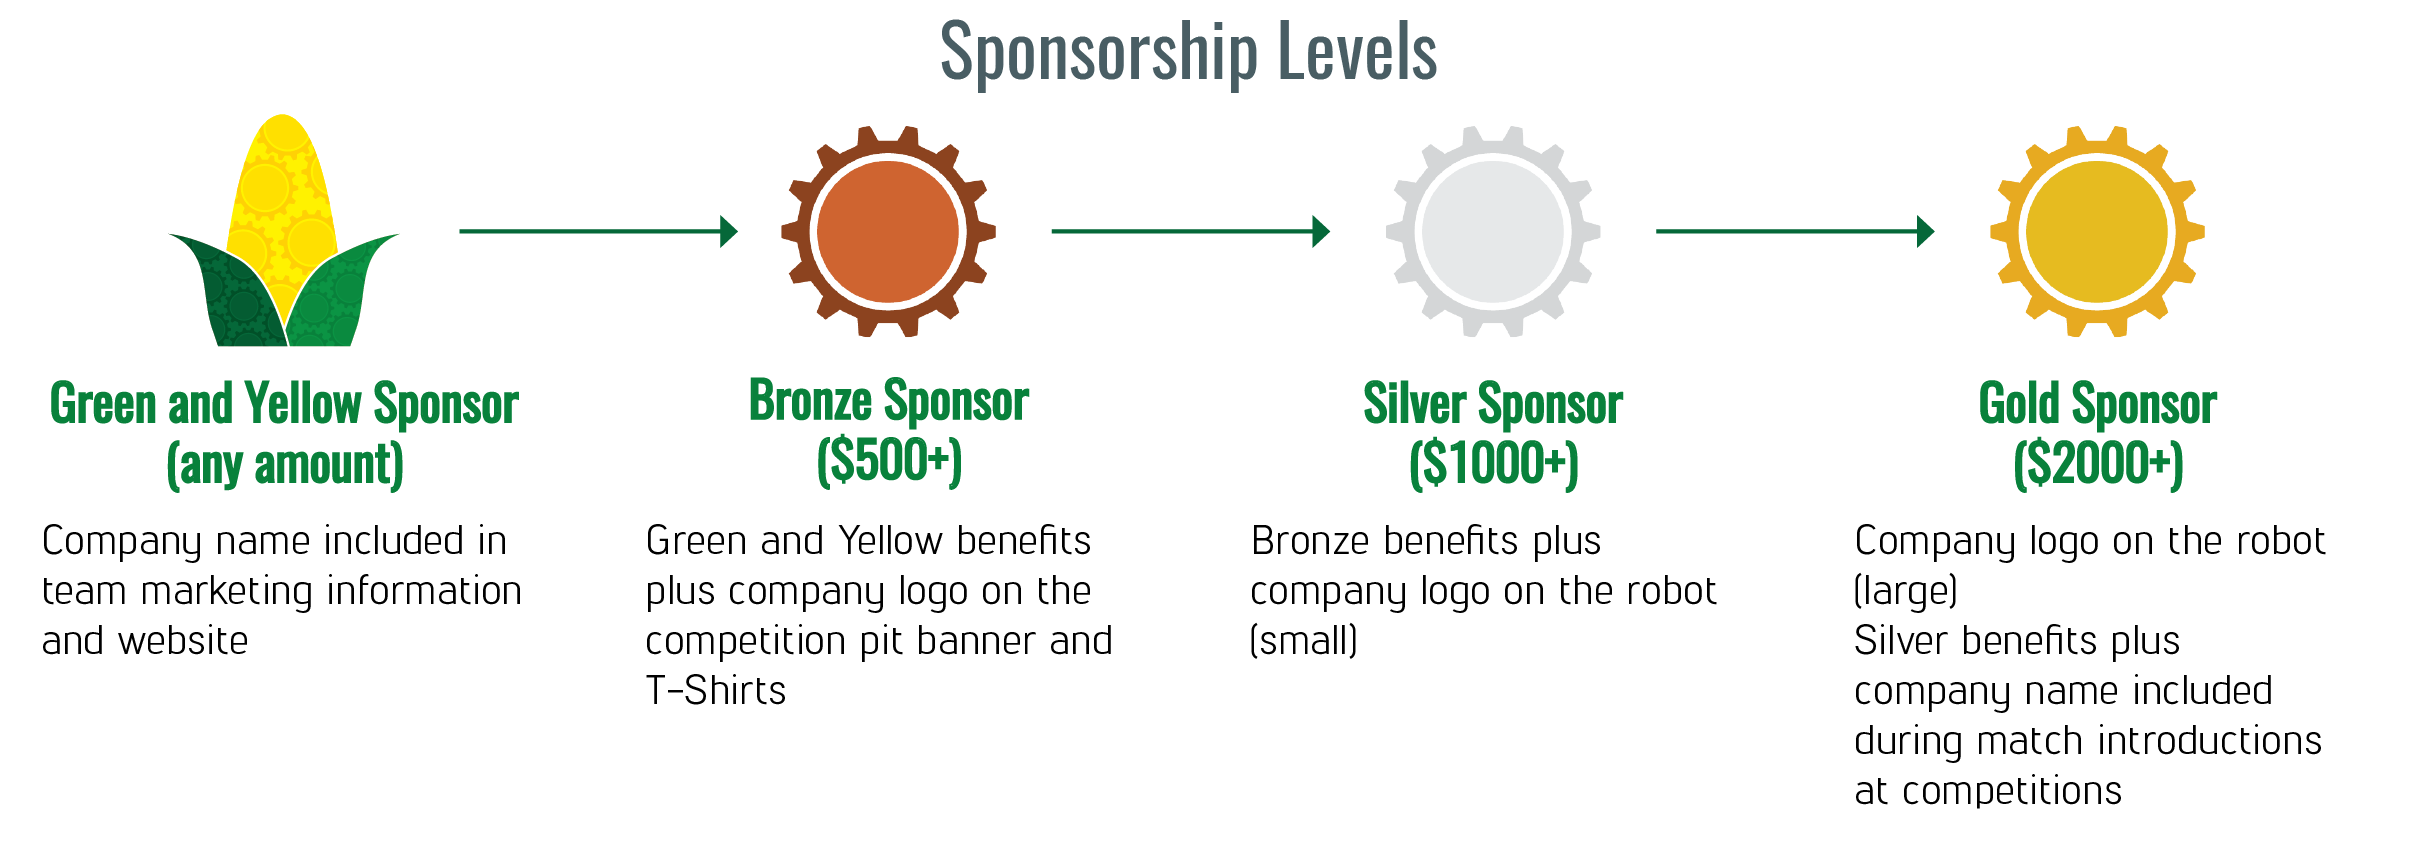 Sponsorship Levels
Green and Yellow Sponsor
(any amount)
Company name included in
team marketing information
and website
Bronze Sponsor
($500+)
Green and Yellow benefits
plus company logo on the
competition pit banner and
T-Shirts
Silver Sponsor
($1000+)
Bronze benefits plus
company logo on the robot
(small)
Gold Sponsor
($2000+)
Company logo on the robot
(large)
Silver benefits plus
company name included
during match introductions
at competitions